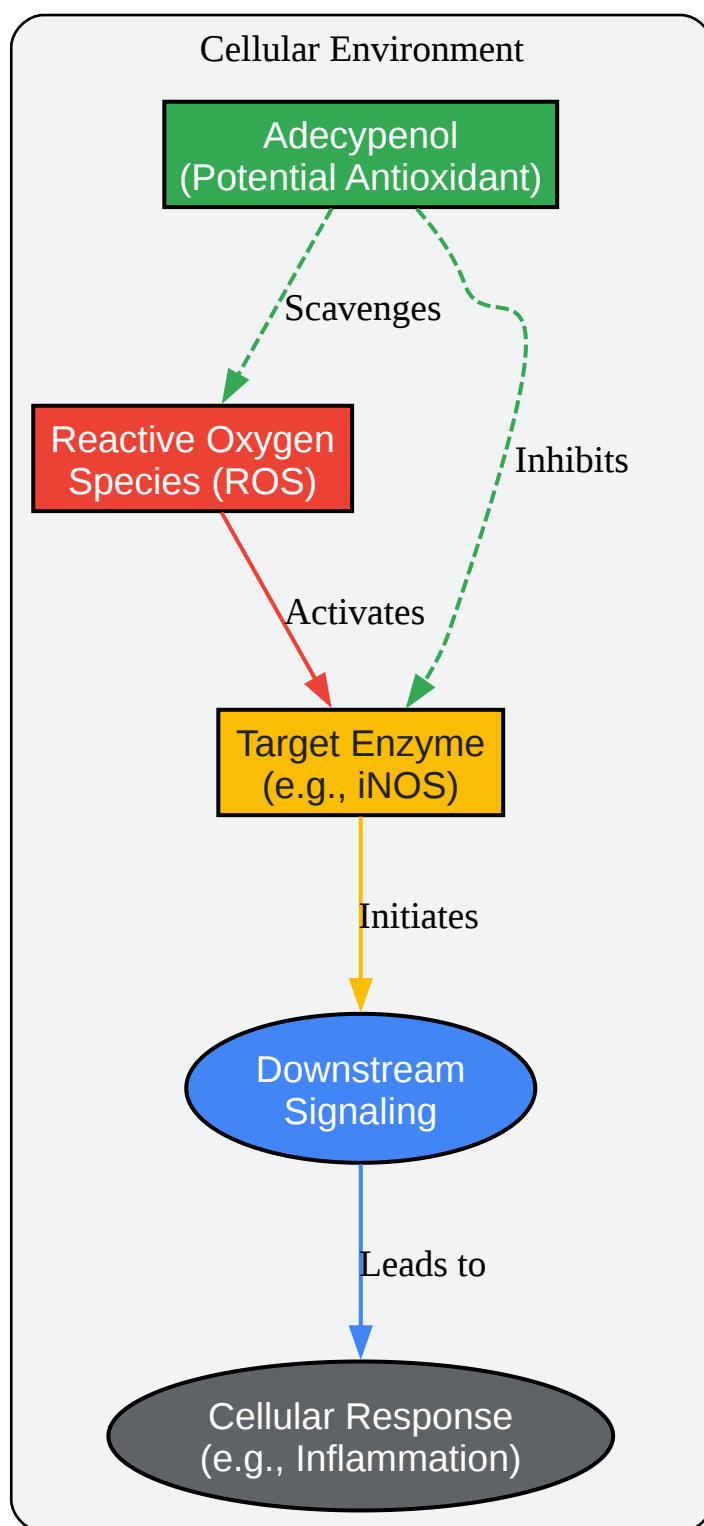 Cellular Environment
Adecypenol
(Potential Antioxidant)
Scavenges
Reactive Oxygen
Species (ROS)
Inhibits
Activates
Target Enzyme
(e.g., iNOS)
Initiates
Downstream
Signaling
Leads to
Cellular Response
(e.g., Inflammation)